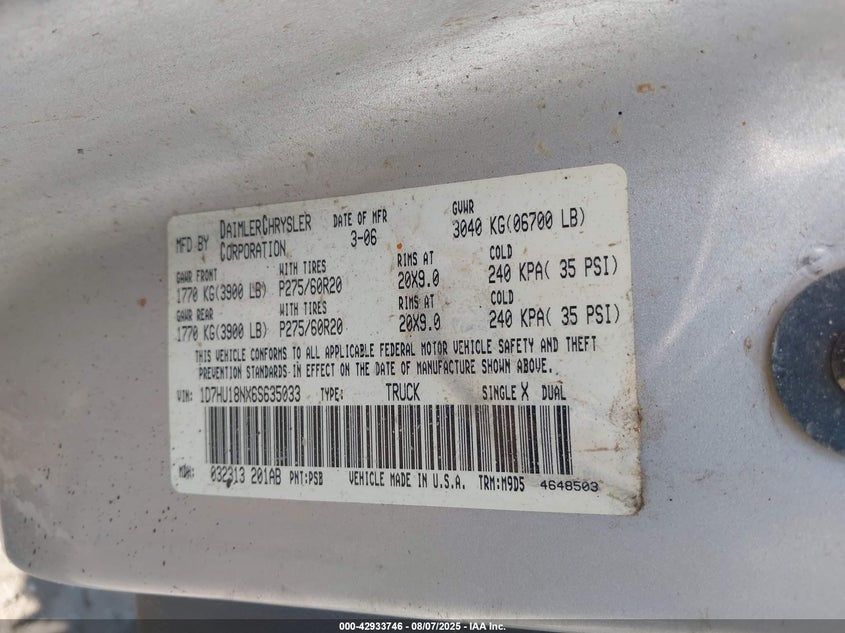 MFD BY DAIMLERCHRYSLER CORPORATION DATE OF MFR 3-06 GVWR 3040 KG(06700 LB)
GAWR FRONT WITH TIRES RIMS AT COLD
1770 KG(3900 LB) P275/60R20 20X9.0 240 KPA( 35 PSI)
GAWR REAR WITH TIRES RIMS AT COLD
1770 KG(3900 LB) P275/60R20 20X9.0 240 KPA( 35 PSI)
THIS VEHICLE CONFORMS TO ALL APPLICABLE FEDERAL MOTOR VEHICLE SAFETY AND THEFT
PREVENTION STANDARDS IN EFFECT ON THE DATE OF MANUFACTURE SHOWN ABOVE.
VIN: 1D7HU18NX6S635033 TYPE: TRUCK SINGLE X DUAL
MDH: 032313 201AB PNT:PSB VEHICLE MADE IN U.S.A. TRM:M9D5 4648503
000-42933746 - 08/07/2025 - IAA Inc.